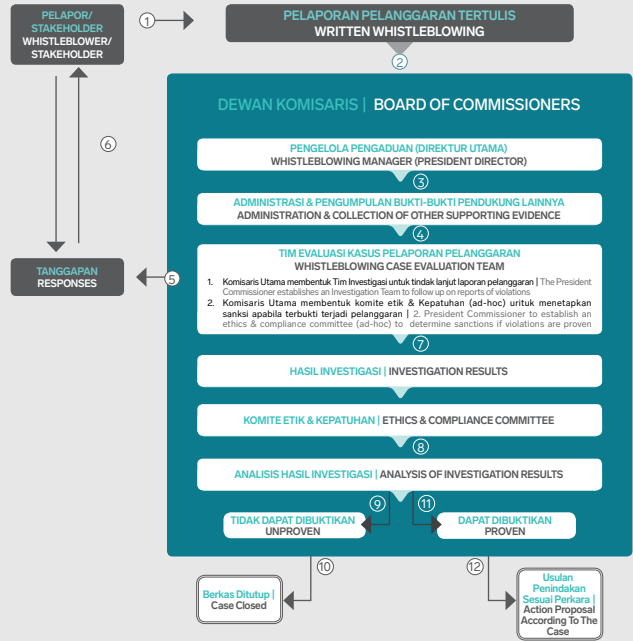 PELAPOR/
STAKEHOLDER
WHISTLEBLOWER/
STAKEHOLDER
1
PELAPORAN PELANGGARAN TERTULIS
WRITTEN WHISTLEBLOWING
2
DEWAN KOMISARIS | BOARD OF COMMISSIONERS
PENGELOLA PENGADUAN (DIREKTUR UTAMA)
WHISTLEBLOWING MANAGER (PRESIDENT DIRECTOR)
3
ADMINISTRASI & PENGUMPULAN BUKTI-BUKTI PENDUKUNG LAINNYA
ADMINISTRATION & COLLECTION OF OTHER SUPPORTING EVIDENCE
4
TIM EVALUASI KASUS PELAPORAN PELANGGARAN
WHISTLEBLOWING CASE EVALUATION TEAM
1. Komisaris Utama membentuk Tim Investigasi untuk tindak lanjut laporan pelanggaran | The President
Commissioner establishes an Investigation Team to follow up on reports of violations
2. Komisaris Utama membentuk komite etik & Kepatuhan (ad-hoc) urituk menetapkan
sanksi apabila terbukti terjadi pelanggaran | 2. President Commissioner to establish an
ethics & compliance committee (ad-hoc) to determine sanctions if violations are proven
5
6
TANGGAPAN
RESPONSES
7
HASIL INVESTIGASI | INVESTIGATION RESULTS
KOMITE ETIK & KEPATUHAN | ETHICS & COMPLIANCE COMMITTEE
8
ANALISIS HASIL INVESTIGASI | ANALYSIS OF INVESTIGATION RESULTS
9
11
TIDAK DAPAT DIBUKTIKAN
UNPROVEN
DAPAT DIBUKTIKAN
PROVEN
10
12
Berkas Ditutup |
Case Closed
Usulan
Penindakan
Sesuai Perkara |
Action Proposal
According To The
Case